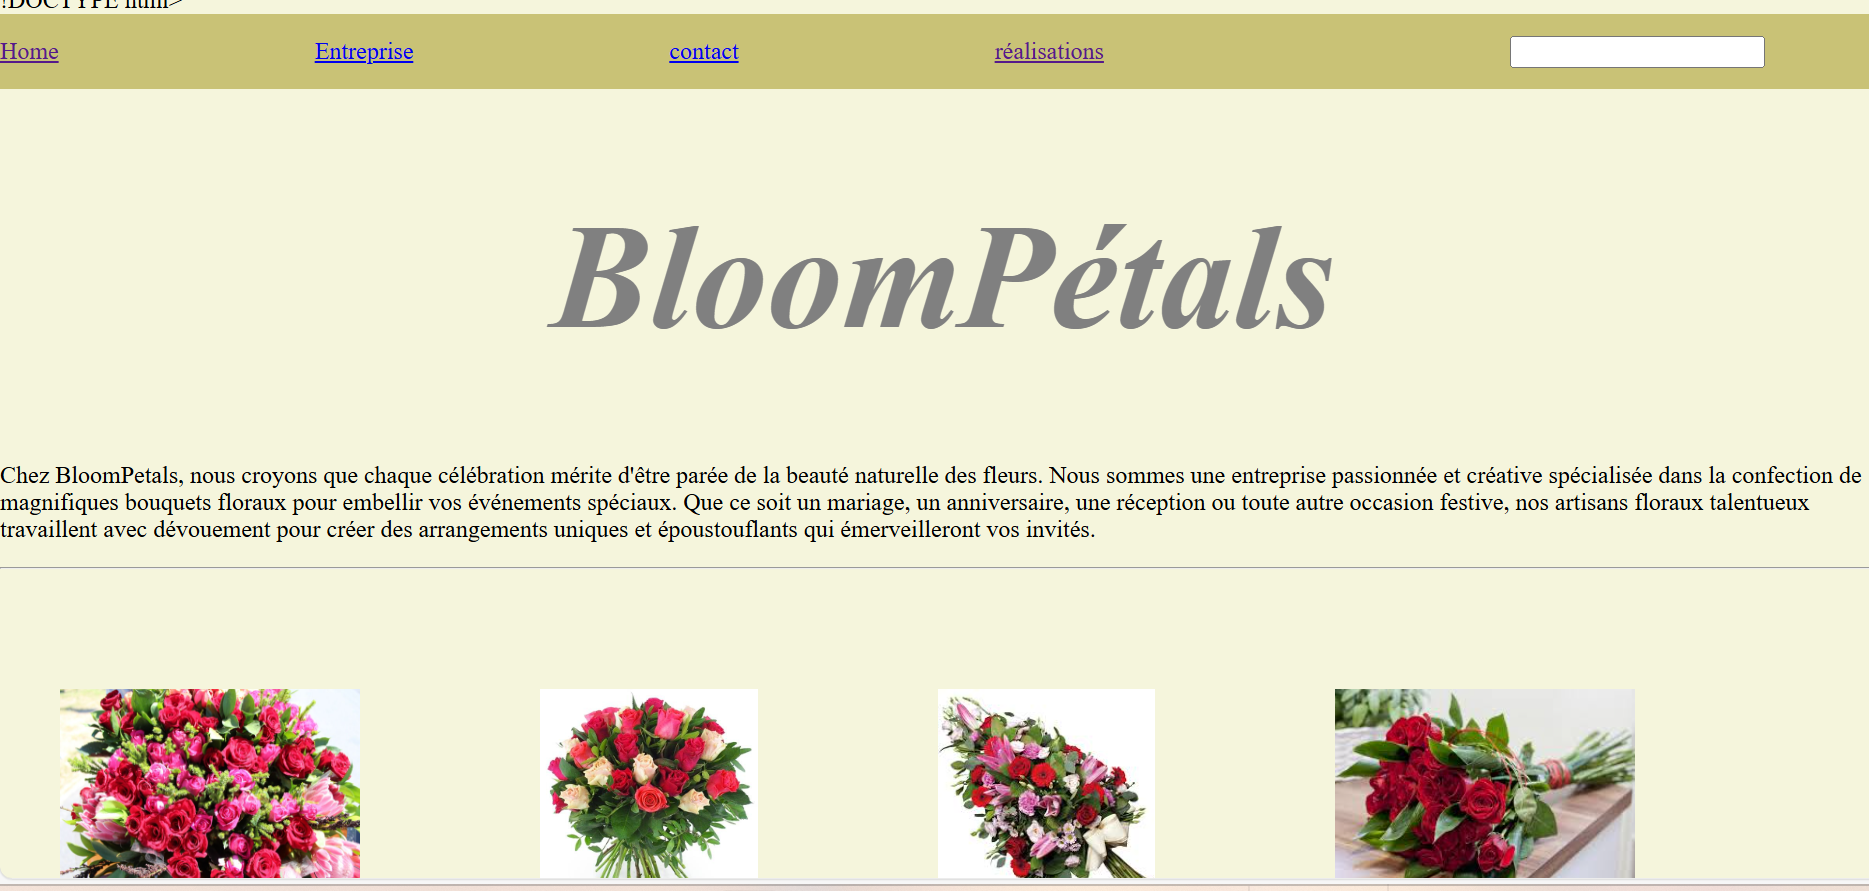 !DOCTYPE html>
Home Entreprise contact réalisations
BloomPétals
Chez BloomPetals, nous croyons que chaque célébration mérite d'être parée de la beauté naturelle des fleurs. Nous sommes une entreprise passionnée et créative spécialisée dans la confection de
magnifiques bouquets floraux pour embellir vos événements spéciaux. Que ce soit un mariage, un anniversaire, une réception ou toute autre occasion festive, nos artisans floraux talentueux
travaillent avec dévouement pour créer des arrangements uniques et époustouflants qui émerveilleront vos invités.